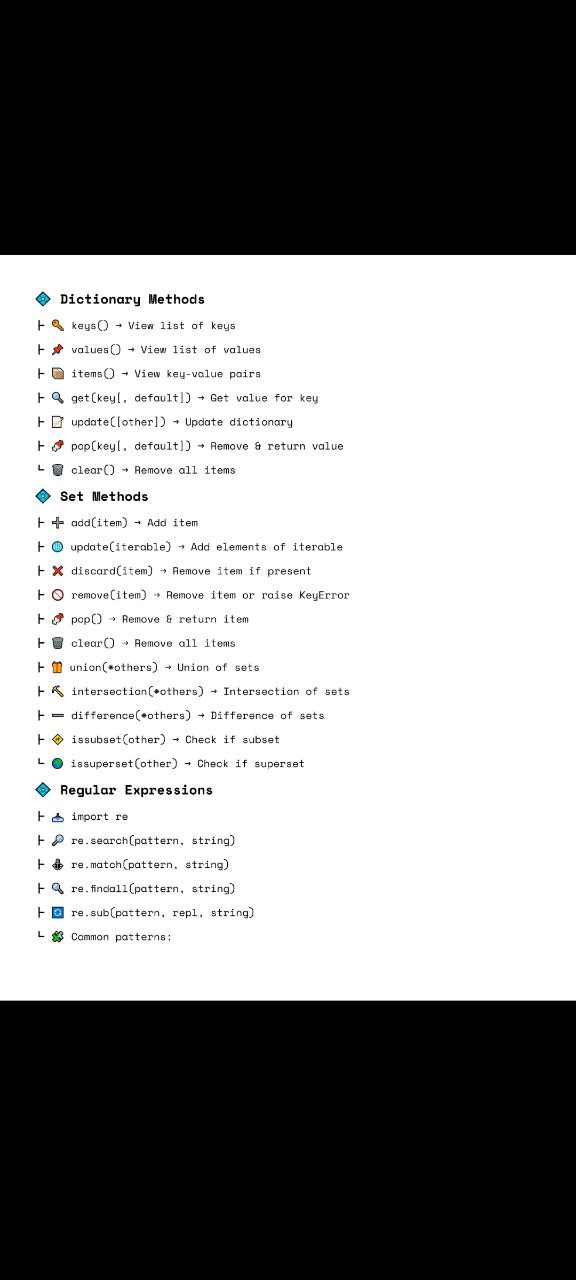 Dictionary Methods
keys() → View list of keys
values() → View list of values
items() → View key-value pairs
get(key[, default]) → Get value for key
update([other]) → Update dictionary
pop(key[, default]) → Remove & return value
clear() → Remove all items
Set Methods
add(item) → Add item
update(iterable) → Add elements of iterable
discard(item) → Remove item if present
remove(item) → Remove item or raise KeyError
pop() → Remove & return item
clear() → Remove all items
union(*others) → Union of sets
intersection(*others) → Intersection of sets
difference(*others) → Difference of sets
issubset(other) → Check if subset
issuperset(other) → Check if superset
Regular Expressions
import re
re.search(pattern, string)
re.match(pattern, string)
re.findall(pattern, string)
re.sub(pattern, repl, string)
Common patterns: